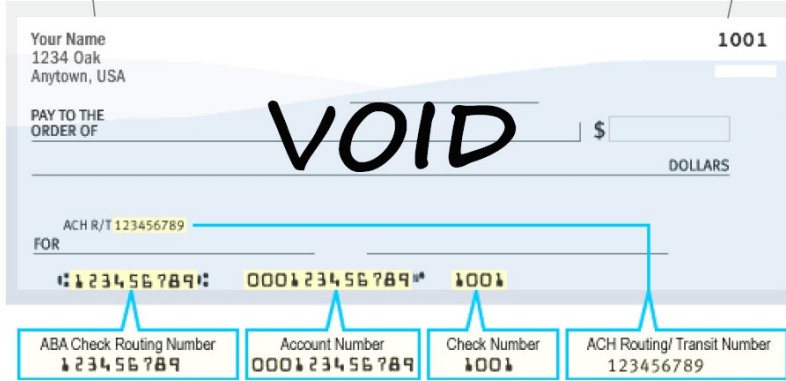 Your Name
1001
1234 Oak
Anytown, USA
PAY TO THE
ORDER OF
$
VOID
DOLLARS
ACH R/T 123456789
FOR
⑆123456789⑆ 000123456789⑈ 1001
ABA Check Routing Number
123456789
Account Number
000123456789
Check Number
1001
ACH Routing/ Transit Number
123456789